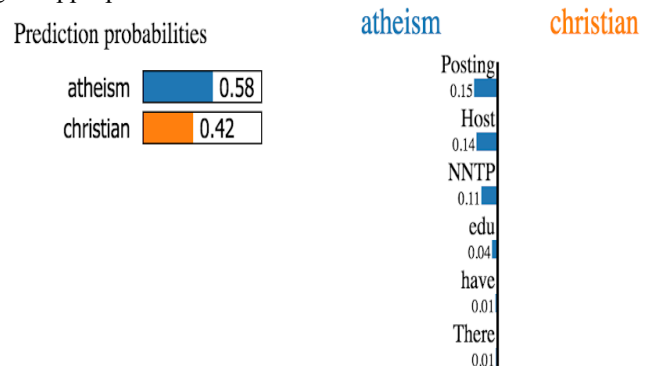 Prediction probabilities
atheism 0.58
christian 0.42
atheism christian
Posting
0.15
Host
0.14
NNTP
0.11
edu
0.04
have
0.01
There
0.01